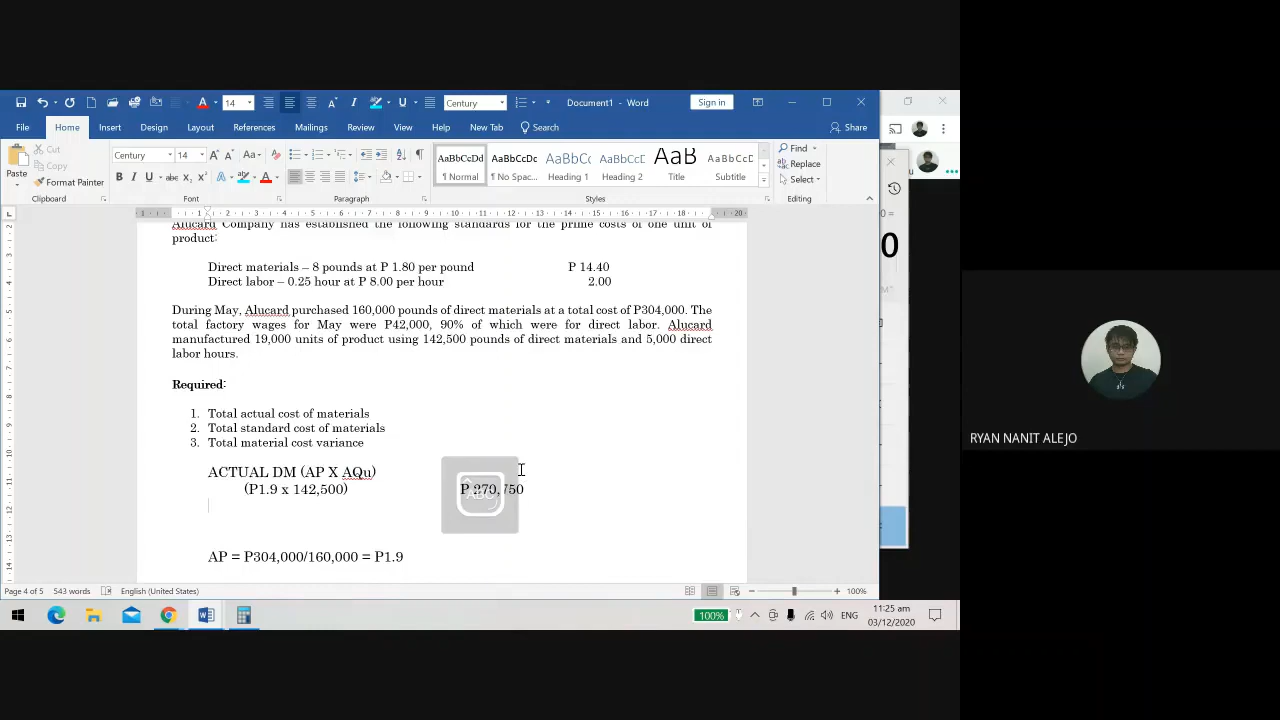 14
Century
Document1 - Word
Sign in
File
Home
Insert
Design
Layout
References
Mailings
Review
View
Help
New Tab
Search
Share
Paste
Cut
Copy
Format Painter
Century
14
AaBbCcDd
¶ Normal
AaBbCcDc
¶ No Spac...
AaBbC
Heading 1
AaBbCcE
Heading 2
AaB
Title
AaBbCcD
Subtitle
Find
Replace
Select
Clipboard
Font
Paragraph
Styles
Editing
Alucard Company has established the following standards for the prime costs of one unit of
product:
Direct materials – 8 pounds at P 1.80 per pound P 14.40
Direct labor – 0.25 hour at P 8.00 per hour 2.00
During May, Alucard purchased 160,000 pounds of direct materials at a total cost of P304,000. The
total factory wages for May were P42,000, 90% of which were for direct labor. Alucard
manufactured 19,000 units of product using 142,500 pounds of direct materials and 5,000 direct
labor hours.
Required:
1. Total actual cost of materials
2. Total standard cost of materials
3. Total material cost variance
ACTUAL DM (AP X AQu)
(P1.9 x 142,500) P 270,750
AP = P304,000/160,000 = P1.9
Page 4 of 5
543 words
English (United States)
100%
100%
ENG
11:25 am
03/12/2020
0 =
0
RYAN NANIT ALEJO